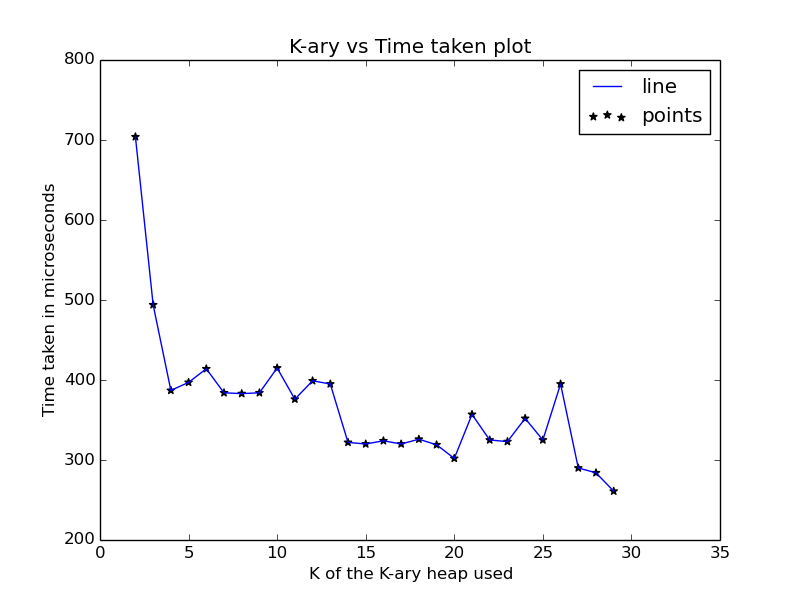 K-ary vs Time taken plot
line
points
800
700
600
500
400
300
200
Time taken in microseconds
0 5 10 15 20 25 30 35
K of the K-ary heap used